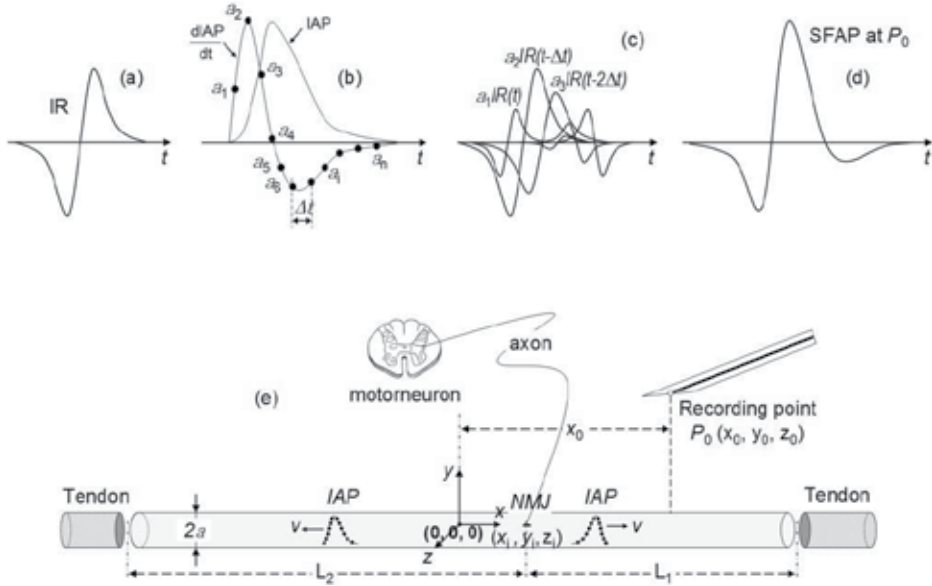 (a)
IR
t
dIAP
dt
IAP
(b)
a₁
a₂
a₃
a₄
a₅
a₆
aᵢ
aₙ
Δt
t
(c)
a₁IR(t)
a₂IR(t-Δt)
a₃IR(t-2Δt)
t
SFAP at P₀
(d)
t
(e)
motorneuron
axon
Recording point
P₀ (x₀, y₀, z₀)
x₀
Tendon
IAP
y
NMJ
IAP
Tendon
2a
v
x
(0, 0, 0)
(xᵢ, yᵢ, zᵢ)
v
z
L₂
L₁